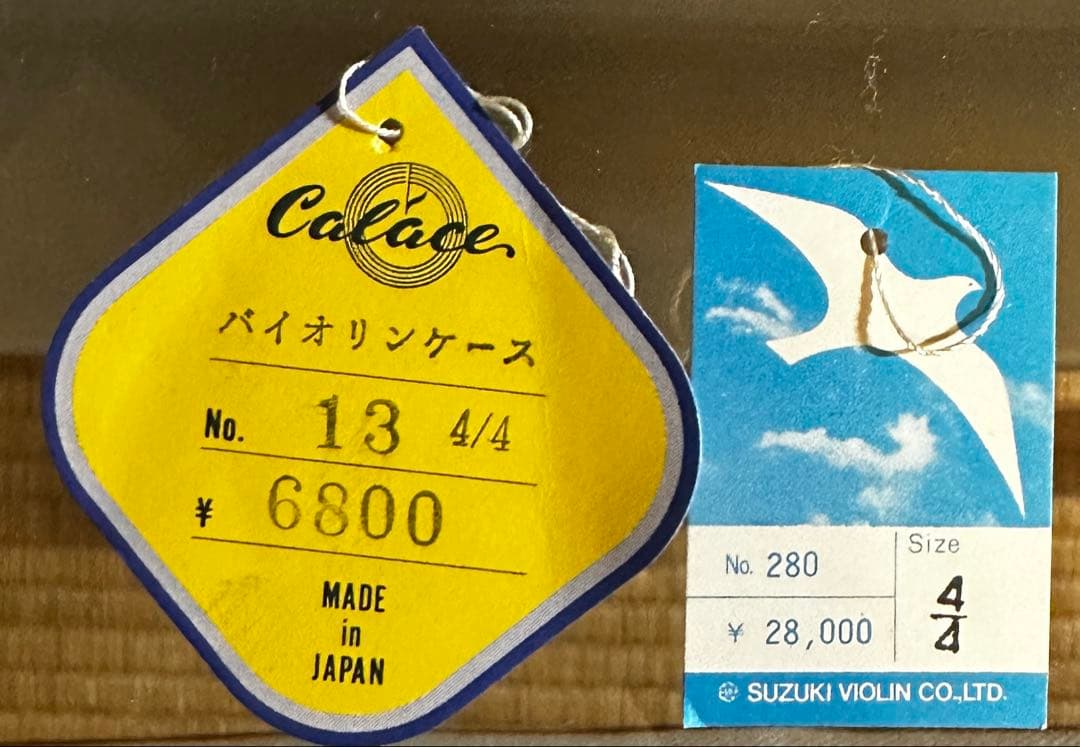 Caláce
バイオリンケース
No. 13 4/4
¥ 6800
MADE
in
JAPAN
No. 280
¥ 28,000
Size
4/4
SUZUKI VIOLIN CO.,LTD.